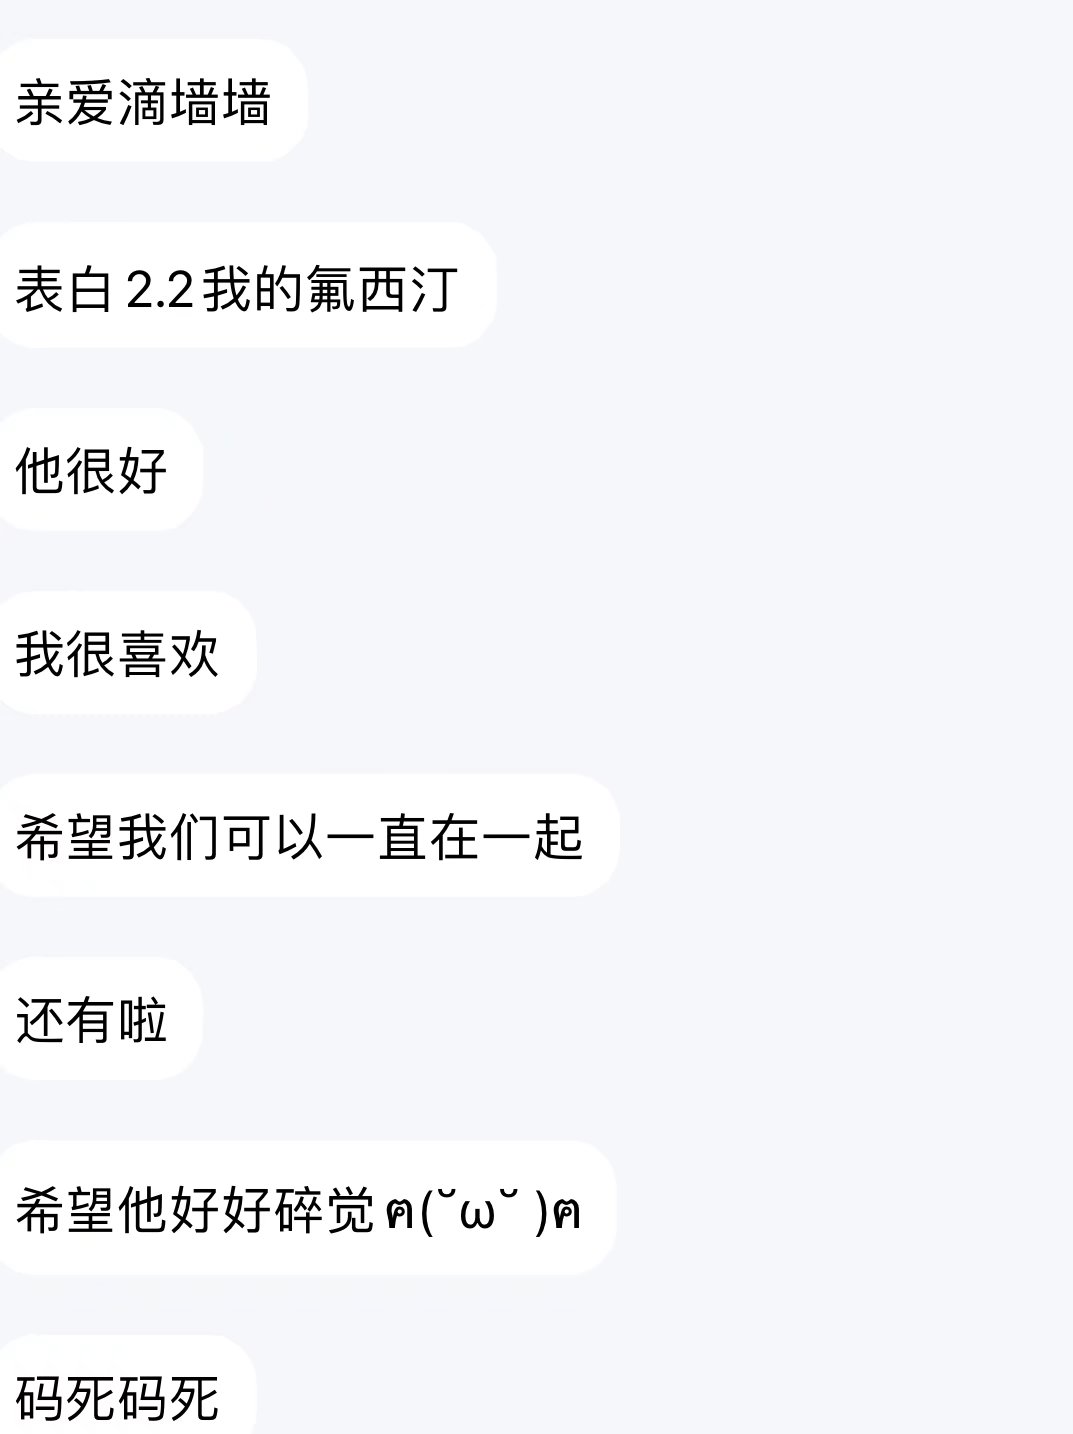 亲爱滴墙墙
表白2.2我的氟西汀
他很好
我很喜欢
希望我们可以一直在一起
还有啦
希望他好好碎觉ฅ(˘ω˘ )ฅ
码死码死